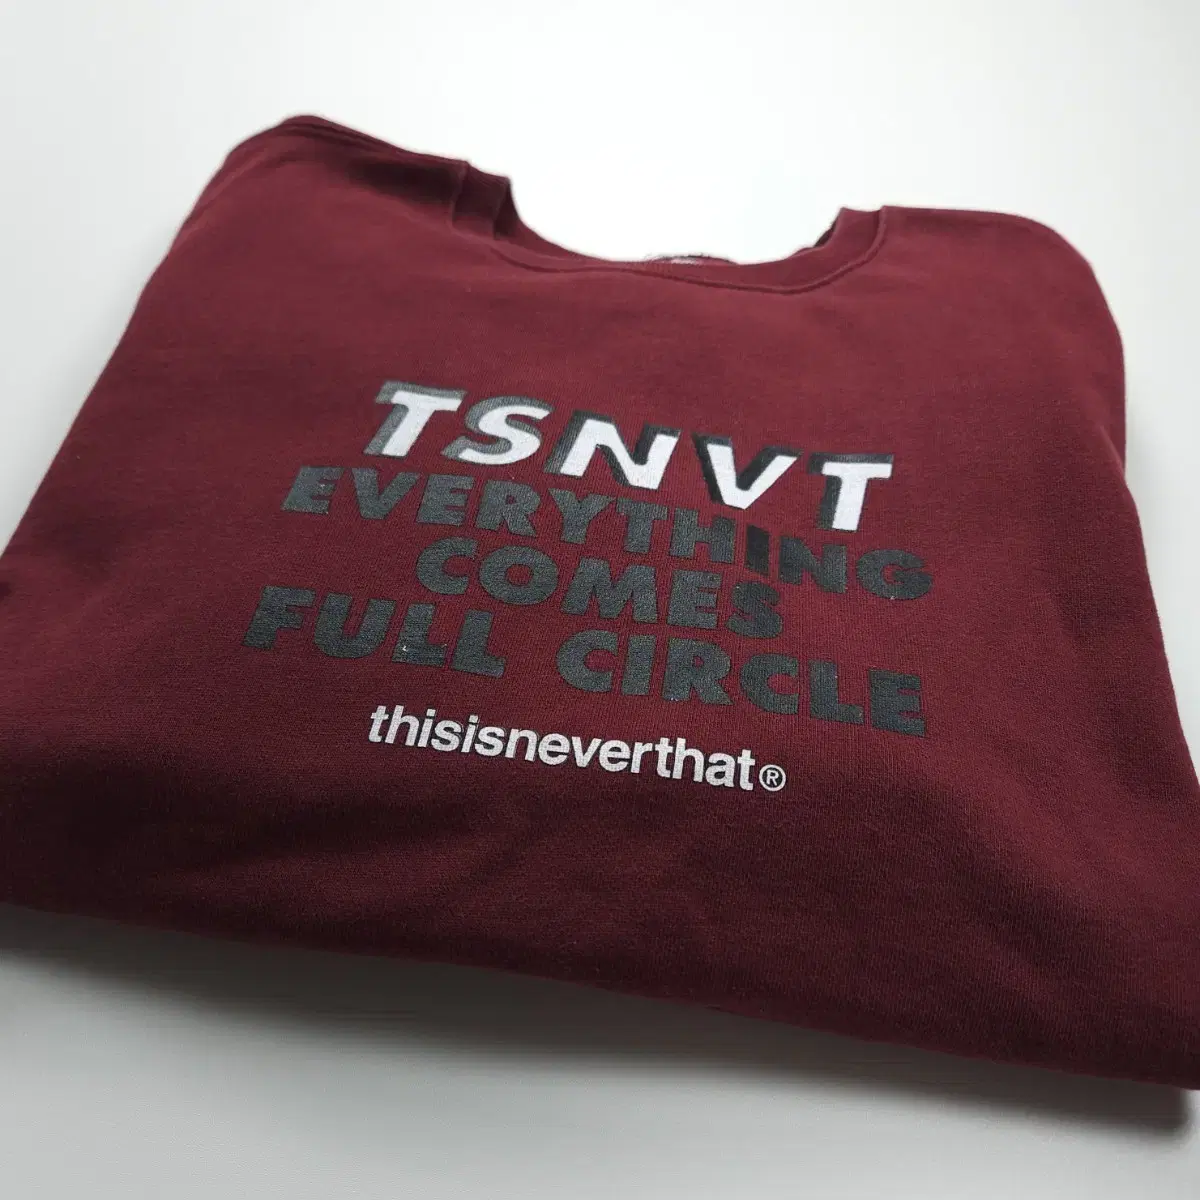 TSNVT
EVERYTHING
COMES
FULL CIRCLE
thisisneverthat®